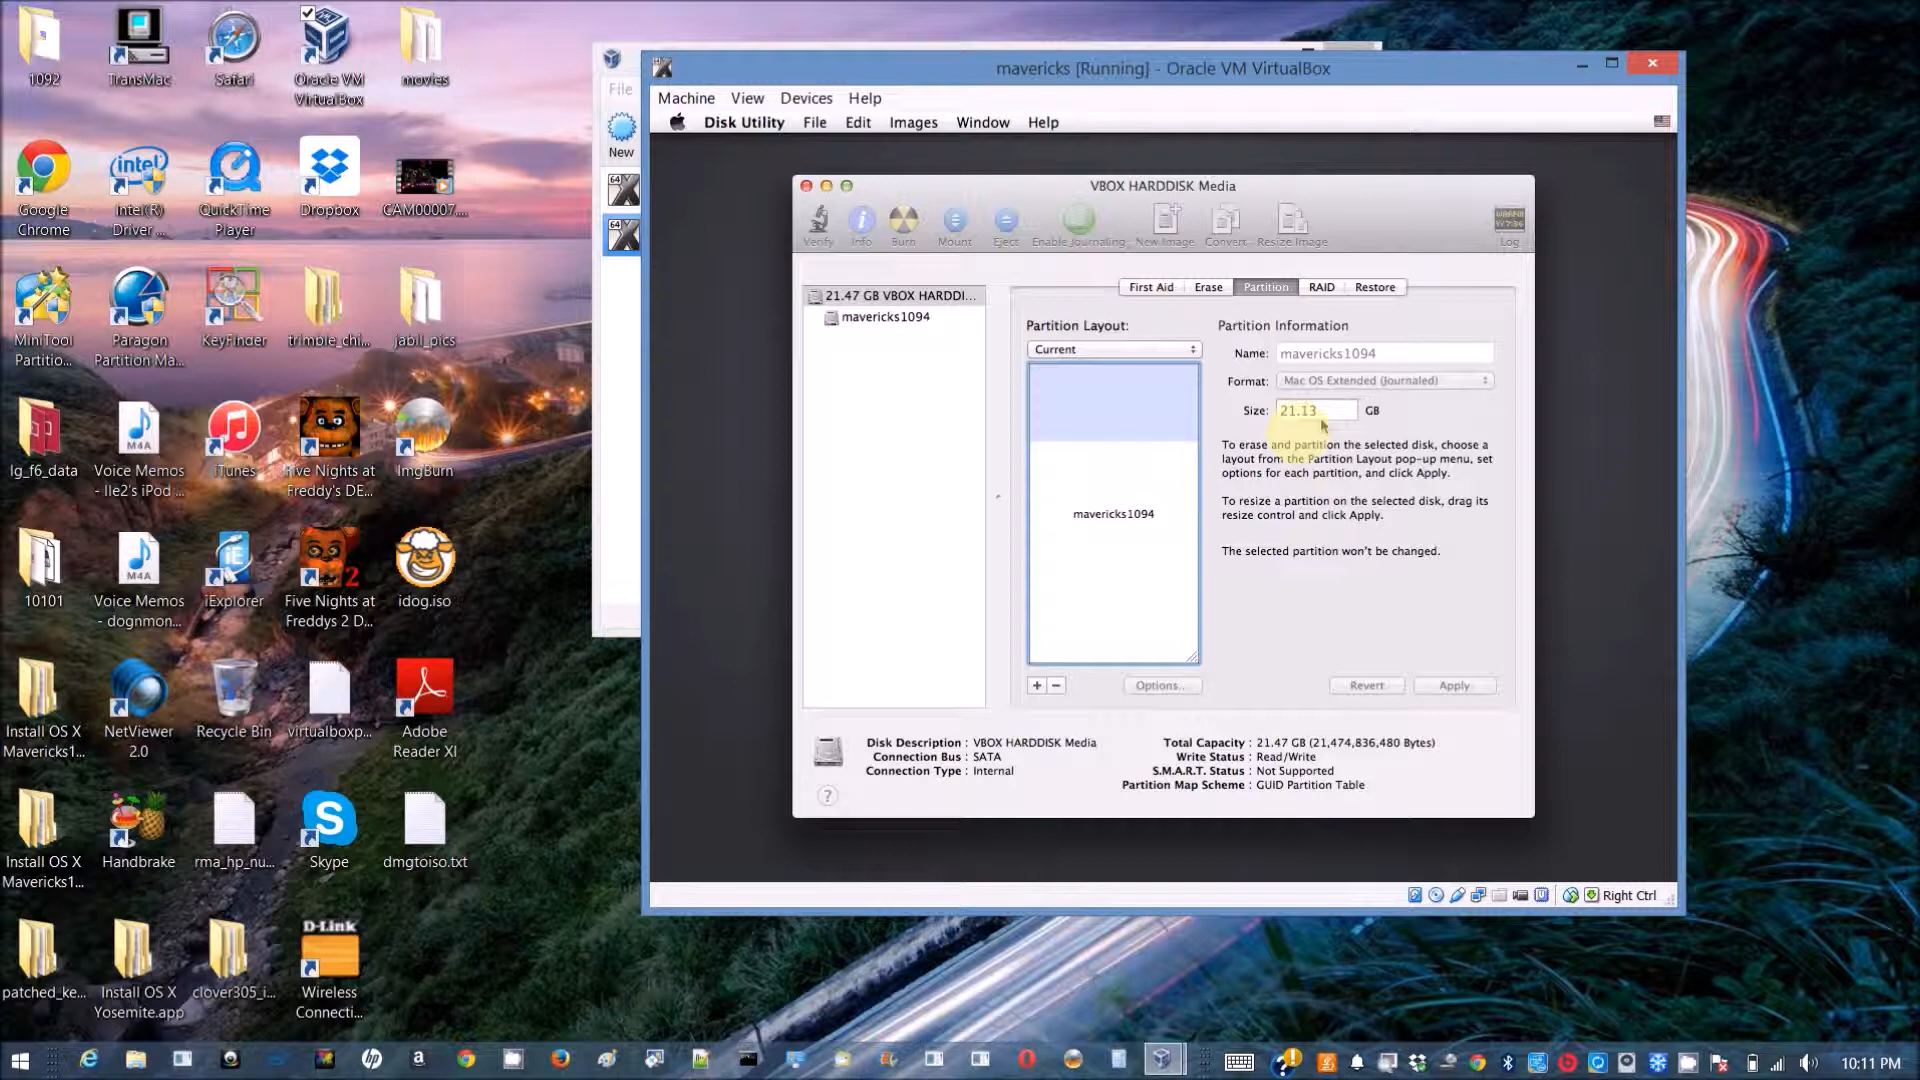 1092
TransMac
Safari
Oracle VM
VirtualBox
movies
Google
Chrome
Intel(R)
Driver ...
QuickTime
Player
Dropbox
CAM00007....
MiniTool
Partitio...
Paragon
Partition Ma...
KeyFinder
trimble_chi...
jabil_pics
lg_f6_data
Voice Memos
- lle2's iPod ...
iTunes
Five Nights at
Freddy's DE...
ImgBurn
10101
Voice Memos
- dognmon...
iExplorer
Five Nights at
Freddys 2 D...
idog.iso
Install OS X
Mavericks1...
NetViewer
2.0
Recycle Bin
virtualboxp...
Adobe
Reader XI
Install OS X
Mavericks1...
Handbrake
rma_hp_nu...
Skype
dmgtoiso.txt
patched_ke...
Install OS X
Yosemite.app
clover305_i...
D-Link
Wireless
Connecti...
File
New
mavericks [Running] - Oracle VM VirtualBox
Machine View Devices Help
Disk Utility File Edit Images Window Help
VBOX HARDDISK Media
Verify Info Burn Mount Eject Enable Journaling New Image Convert Resize Image Log
21.47 GB VBOX HARDDI...
mavericks1094
First Aid Erase Partition RAID Restore
Partition Layout:
Current
mavericks1094
+ − Options...
Partition Information
Name: mavericks1094
Format: Mac OS Extended (Journaled)
Size: 21.13 GB
To erase and partition the selected disk, choose a
layout from the Partition Layout pop-up menu, set
options for each partition, and click Apply.
To resize a partition on the selected disk, drag its
resize control and click Apply.
The selected partition won't be changed.
Revert Apply
Disk Description : VBOX HARDDISK Media
Connection Bus : SATA
Connection Type : Internal
Total Capacity : 21.47 GB (21,474,836,480 Bytes)
Write Status : Read/Write
S.M.A.R.T. Status : Not Supported
Partition Map Scheme : GUID Partition Table
?
Right Ctrl
10:11 PM